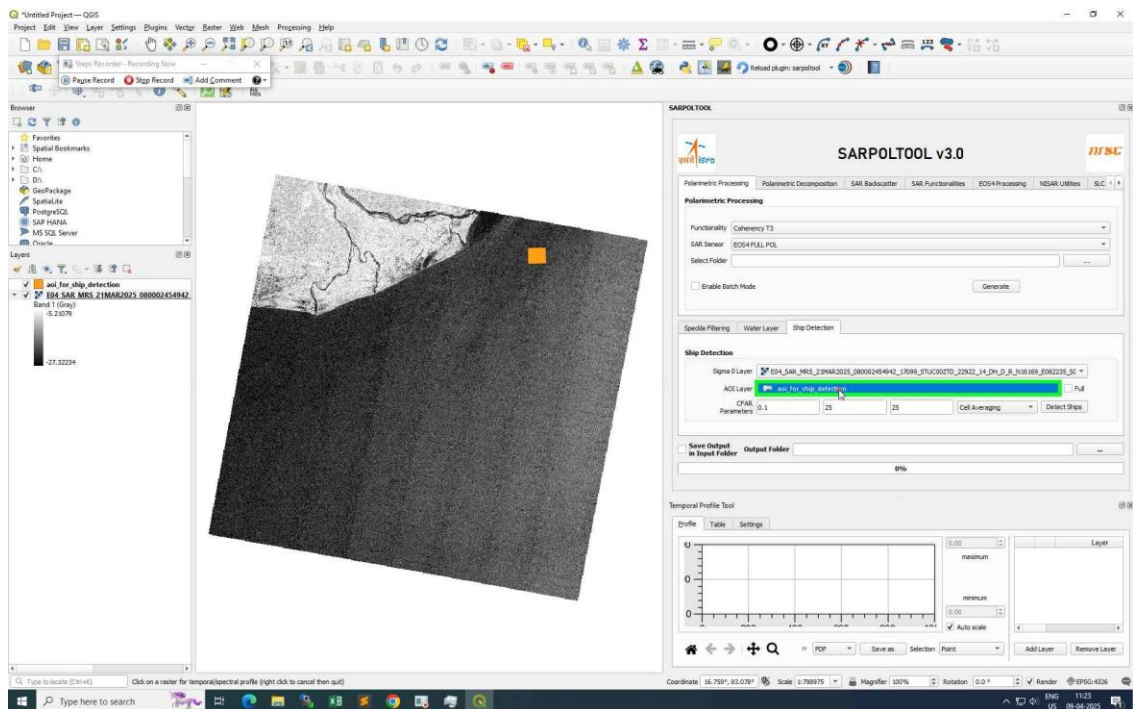 *Untitled Project — QGIS
Project Edit View Layer Settings Plugins Vector Raster Web Mesh Processing Help
Steps Recorder - Recording Now
Pause Record Stop Record Add Comment
Reload plugin: sarpoltool
Browser
Favorites
Spatial Bookmarks
Home
C:\
D:\
GeoPackage
SpatiaLite
PostgreSQL
SAP HANA
MS SQL Server
Oracle
Layers
aoi_for_ship_detection
E04_SAR_MRS_21MAR2025_080002454942
Band 1 (Gray)
-5.21079
-27.32234
SARPOLTOOL
इसरो isro
SARPOLTOOL v3.0
nrsc
Polarimetric Processing Polarimetric Decomposition SAR Backscatter SAR Functionalities EOS4 Processing NISAR Utilities SLC
Polarimetric Processing
Functionality Coherency T3
SAR Sensor EOS4 FULL POL
Select Folder ...
Enable Batch Mode Generate
Speckle Filtering Water Layer Ship Detection
Ship Detection
Sigma 0 Layer E04_SAR_MRS_21MAR2025_080002454942_17099_STUC00ZTD_22922_14_DH_D_R_N16169_E082235_S(
AOI Layer aoi_for_ship_detection Full
CFAR Parameters 0.1 25 25 Cell Averaging Detect Ships
Save Output in Input Folder Output Folder ...
0%
Temporal Profile Tool
Profile Table Settings
0.00
maximum
minimum
0.00
Auto scale
Layer
PDF Save as Selection Point Add Layer Remove Layer
Type to locate (Ctrl+K) Click on a raster for temporal/spectral profile (right click to cancel then quit) Coordinate 16.759°, 83.078° Scale 1:798975 Magnifier 100% Rotation 0.0 ° Render EPSG:4326
Type here to search
ENG 11:23
US 09-04-2025